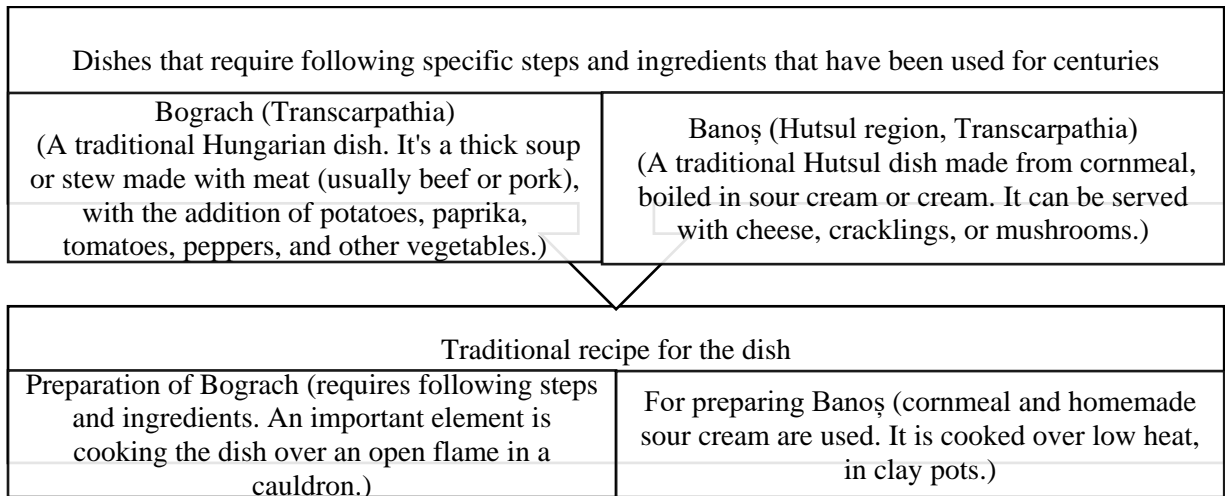 Dishes that require following specific steps and ingredients that have been used for centuries
Bograch (Transcarpathia)
(A traditional Hungarian dish. It's a thick soup
or stew made with meat (usually beef or pork),
with the addition of potatoes, paprika,
tomatoes, peppers, and other vegetables.)
Banoș (Hutsul region, Transcarpathia)
(A traditional Hutsul dish made from cornmeal,
boiled in sour cream or cream. It can be served
with cheese, cracklings, or mushrooms.)
Traditional recipe for the dish
Preparation of Bograch (requires following steps
and ingredients. An important element is
cooking the dish over an open flame in a
cauldron.)
For preparing Banoș (cornmeal and homemade
sour cream are used. It is cooked over low heat,
in clay pots.)